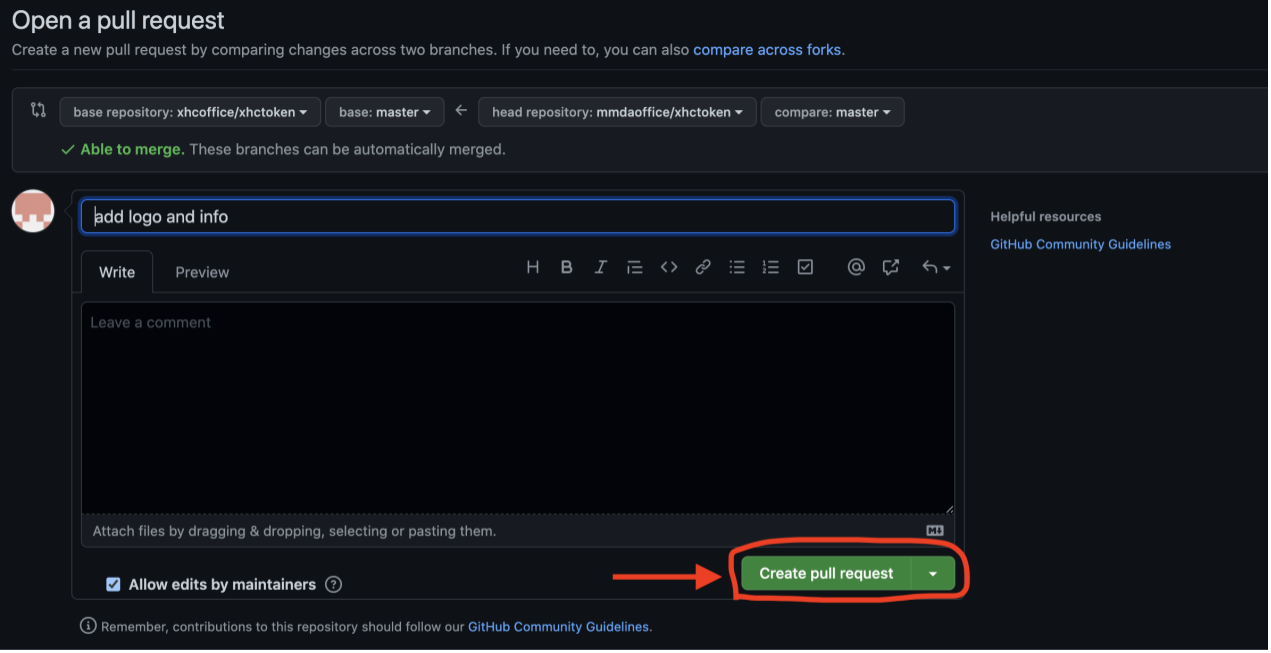 Open a pull request
Create a new pull request by comparing changes across two branches. If you need to, you can also compare across forks.
base repository: xhcoffice/xhctoken base: master head repository: mmdaoffice/xhctoken compare: master
Able to merge. These branches can be automatically merged.
add logo and info
Helpful resources
GitHub Community Guidelines
Write Preview
Leave a comment
Attach files by dragging & dropping, selecting or pasting them.
Create pull request
Allow edits by maintainers
Remember, contributions to this repository should follow our GitHub Community Guidelines.